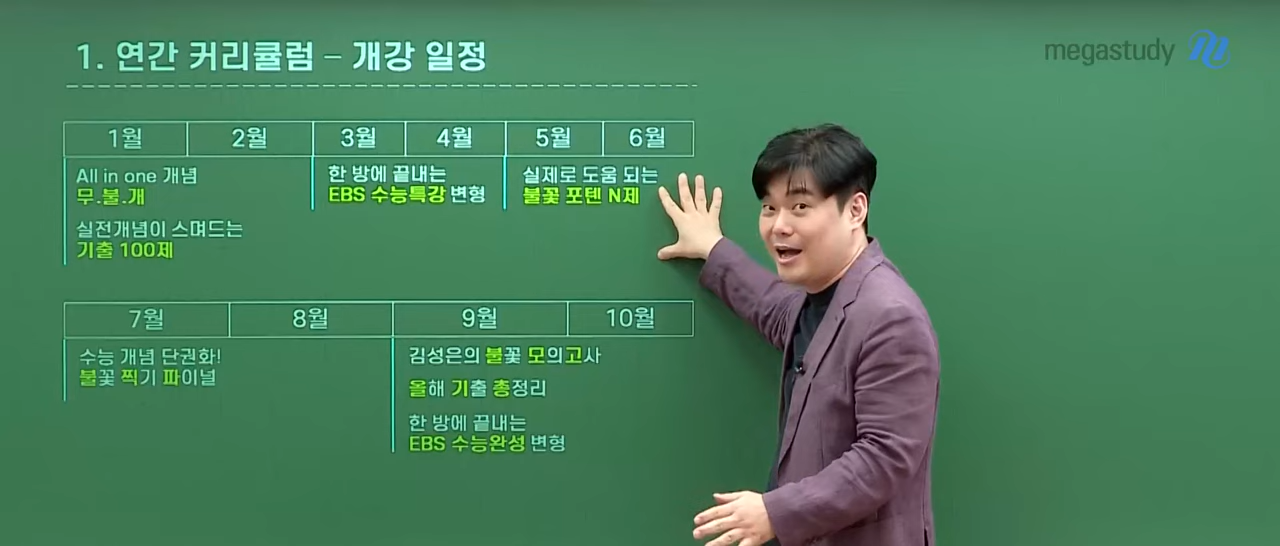 1. 연간 커리큘럼 – 개강 일정
megastudy
1월 2월 3월 4월 5월 6월
All in one 개념
무.불.개
실전개념이 스며드는
기출 100제
한 방에 끝내는
EBS 수능특강 변형
실제로 도움 되는
불꽃 포텐 N제
7월 8월 9월 10월
수능 개념 단권화!
불꽃 찍기 파이널
김성은의 불꽃 모의고사
올해 기출 총정리
한 방에 끝내는
EBS 수능완성 변형